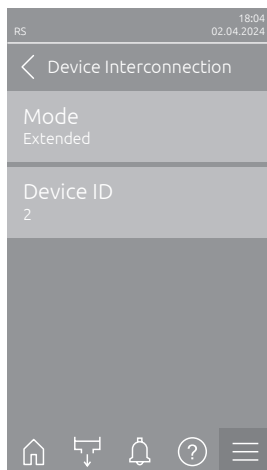 18:04
RS 02.04.2024
Device Interconnection
Mode
Extended
Device ID
2
?